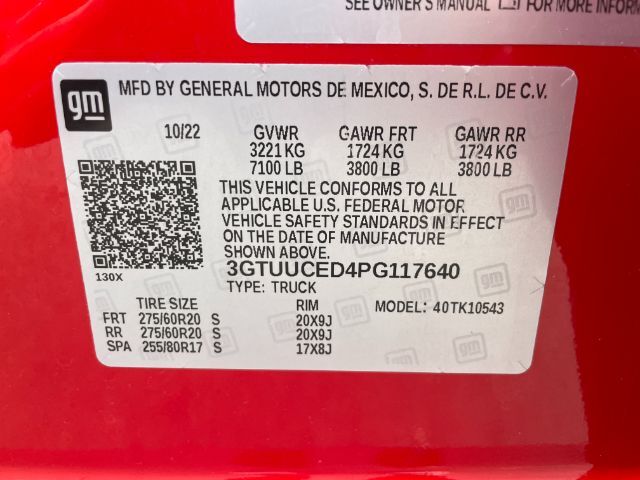 SEE OWNER'S MANUAL FOR MORE INFORM
gm
MFD BY GENERAL MOTORS DE MEXICO, S. DE R.L. DE C.V.
10/22 GVWR GAWR FRT GAWR RR
3221 KG 1724 KG 1724 KG
7100 LB 3800 LB 3800 LB
THIS VEHICLE CONFORMS TO ALL
APPLICABLE U.S. FEDERAL MOTOR
VEHICLE SAFETY STANDARDS IN EFFECT
ON THE DATE OF MANUFACTURE
SHOWN ABOVE.
3GTUUCED4PG117640
130X
TYPE: TRUCK
TIRE SIZE RIM MODEL: 40TK10543
FRT 275/60R20 S 20X9J
RR 275/60R20 S 20X9J
SPA 255/80R17 S 17X8J